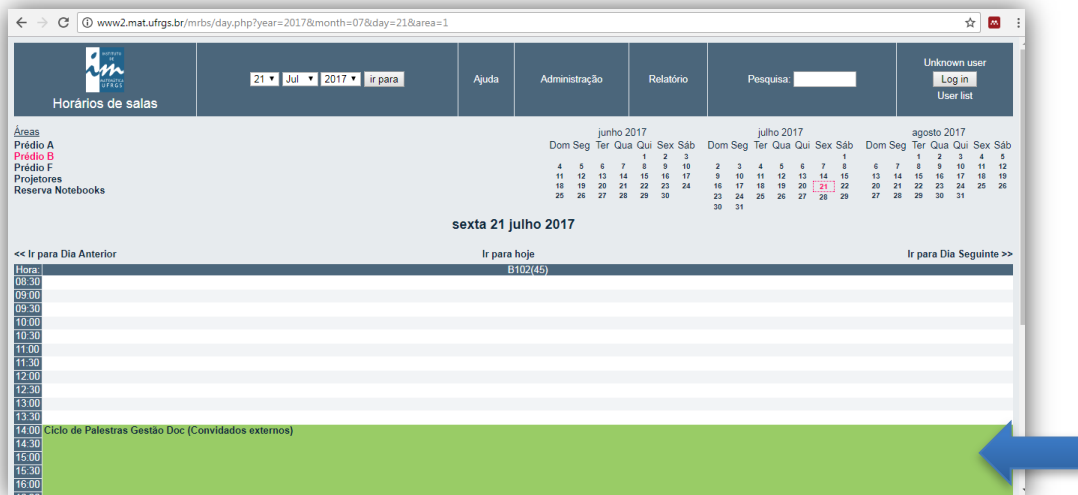 www2.mat.ufrgs.br/mrbs/day.php?year=2017&month=07&day=21&area=1
INSTITUTO
DE
im
MATEMÁTICA
UFRGS
Horários de salas
21 Jul 2017 ir para
Ajuda
Administração
Relatório
Pesquisa:
Unknown user
Log in
User list
Áreas
Prédio A
Prédio B
Prédio F
Projetores
Reserva Notebooks
junho 2017
Dom Seg Ter Qua Qui Sex Sáb
1 2 3
4 5 6 7 8 9 10
11 12 13 14 15 16 17
18 19 20 21 22 23 24
25 26 27 28 29 30
julho 2017
Dom Seg Ter Qua Qui Sex Sáb
1
2 3 4 5 6 7 8
9 10 11 12 13 14 15
16 17 18 19 20 21 22
23 24 25 26 27 28 29
30 31
agosto 2017
Dom Seg Ter Qua Qui Sex Sáb
1 2 3 4 5
6 7 8 9 10 11 12
13 14 15 16 17 18 19
20 21 22 23 24 25 26
27 28 29 30 31
sexta 21 julho 2017
<< Ir para Dia Anterior
Ir para hoje
Ir para Dia Seguinte >>
Hora: B102(45)
08:30
09:00
09:30
10:00
10:30
11:00
11:30
12:00
12:30
13:00
13:30
14:00 Ciclo de Palestras Gestão Doc (Convidados externos)
14:30
15:00
15:30
16:00